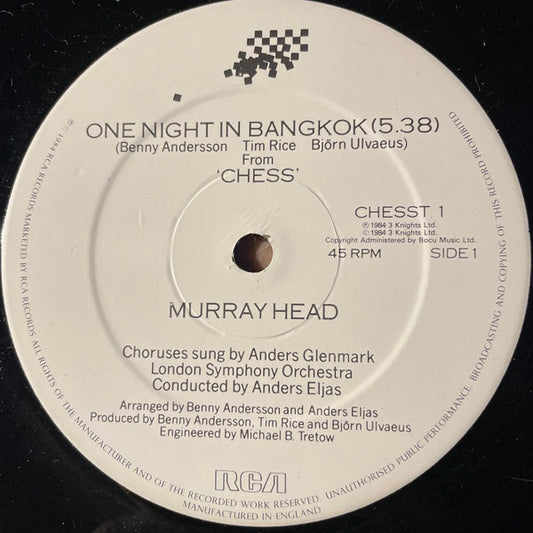 ONE NIGHT IN BANGKOK (5.38)
(Benny Andersson Tim Rice Björn Ulvaeus)
From
'CHESS'
CHESST 1
℗ 1984 3 Knights Ltd.
© 1984 3 Knights Ltd.
Copyright Administered by Bocu Music Ltd.
45 RPM SIDE 1
MURRAY HEAD
Choruses sung by Anders Glenmark
London Symphony Orchestra
Conducted by Anders Eljas
Arranged by Benny Andersson and Anders Eljas
Produced by Benny Andersson, Tim Rice and Björn Ulvaeus
Engineered by Michael B. Tretow
RCA
℗ © 1984 RCA RECORDS MARKETED BY RCA RECORDS ALL RIGHTS OF THE MANUFACTURER AND OF THE RECORDED WORK RESERVED. UNAUTHORISED PUBLIC PERFORMANCE, BROADCASTING AND COPYING OF THIS RECORD PROHIBITED
MANUFACTURED IN ENGLAND